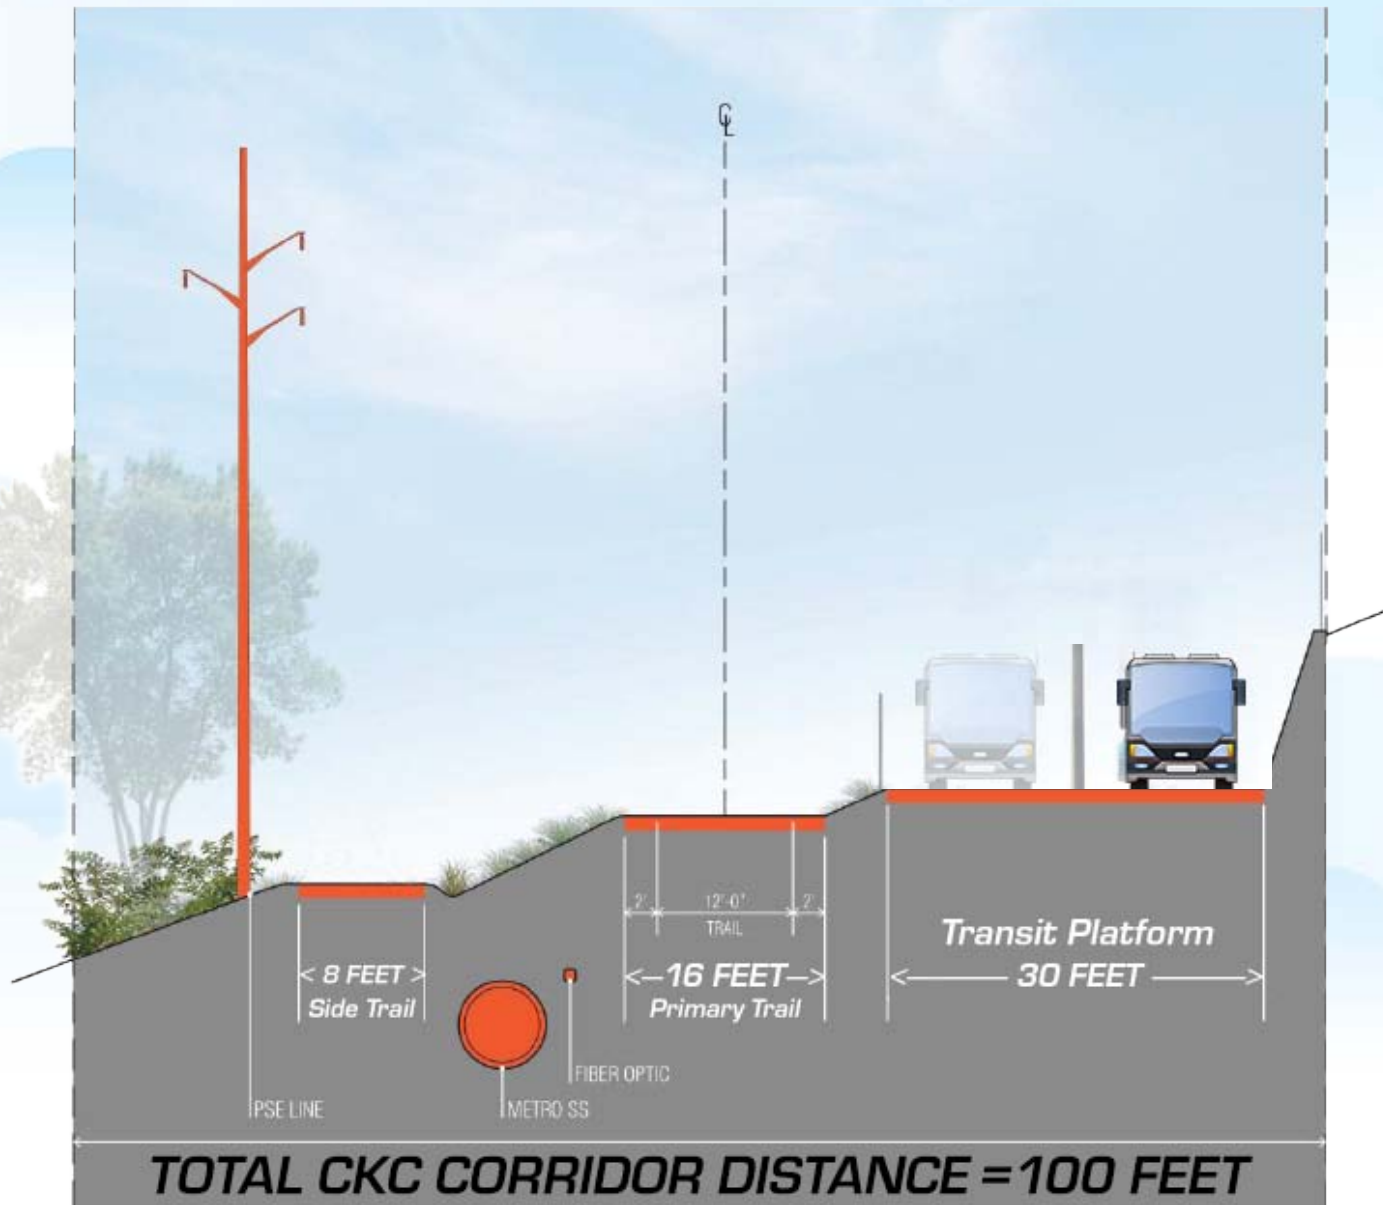 CL
2' 12'-0" 2'
TRAIL
< 8 FEET >
Side Trail
16 FEET
Primary Trail
Transit Platform
30 FEET
FIBER OPTIC
PSE LINE
METRO SS
TOTAL CKC CORRIDOR DISTANCE =100 FEET